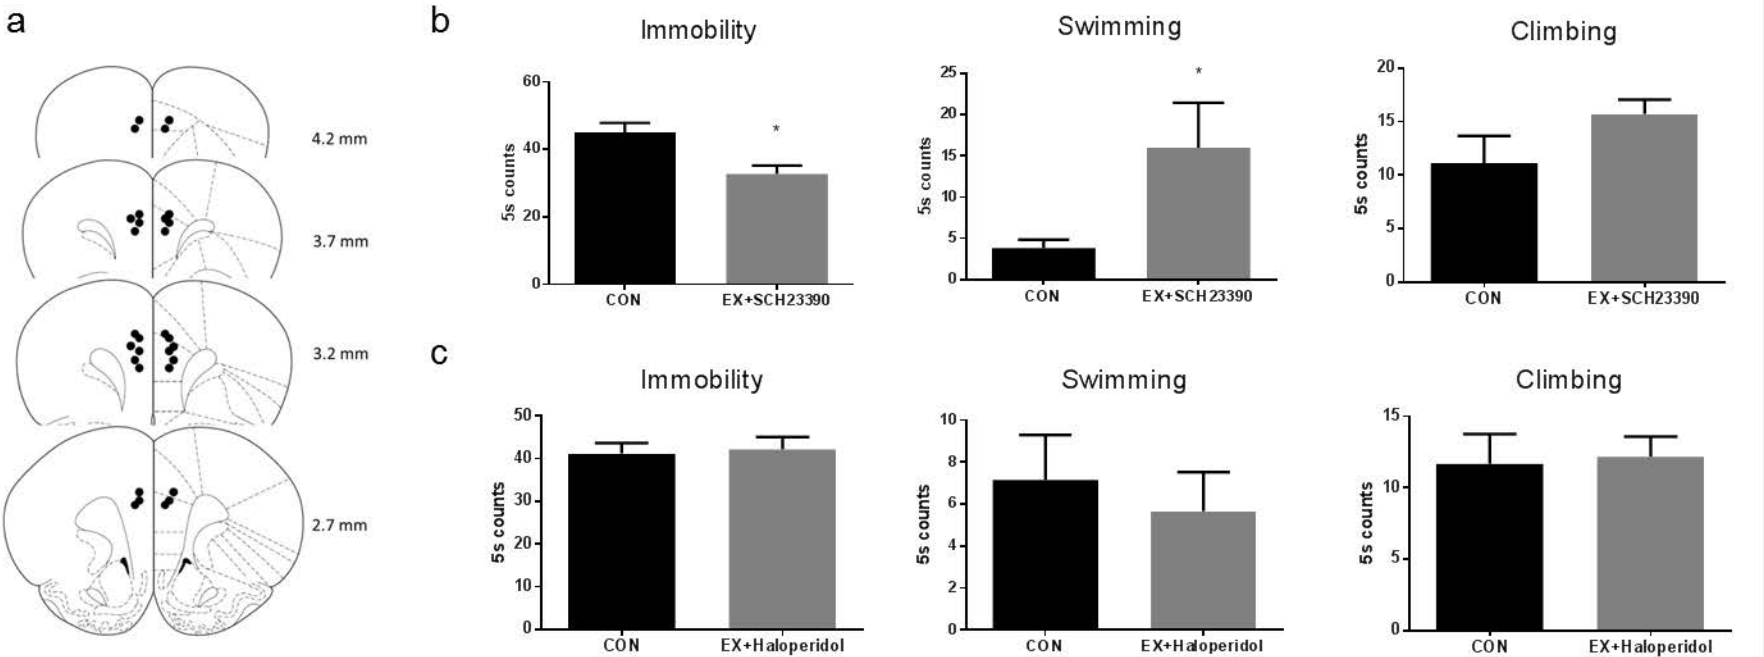 a
4.2 mm
3.7 mm
3.2 mm
2.7 mm
b
Immobility
5s counts
60
40
20
0
CON
EX+SCH23390
*
Swimming
5s counts
25
20
15
10
5
0
CON
EX+SCH23390
*
Climbing
5s counts
20
15
10
5
0
CON
EX+SCH23390
c
Immobility
5s counts
50
40
30
20
10
0
CON
EX+Haloperidol
Swimming
5s counts
10
8
6
4
2
0
CON
EX+Haloperidol
Climbing
5s counts
15
10
5
0
CON
EX+Haloperidol